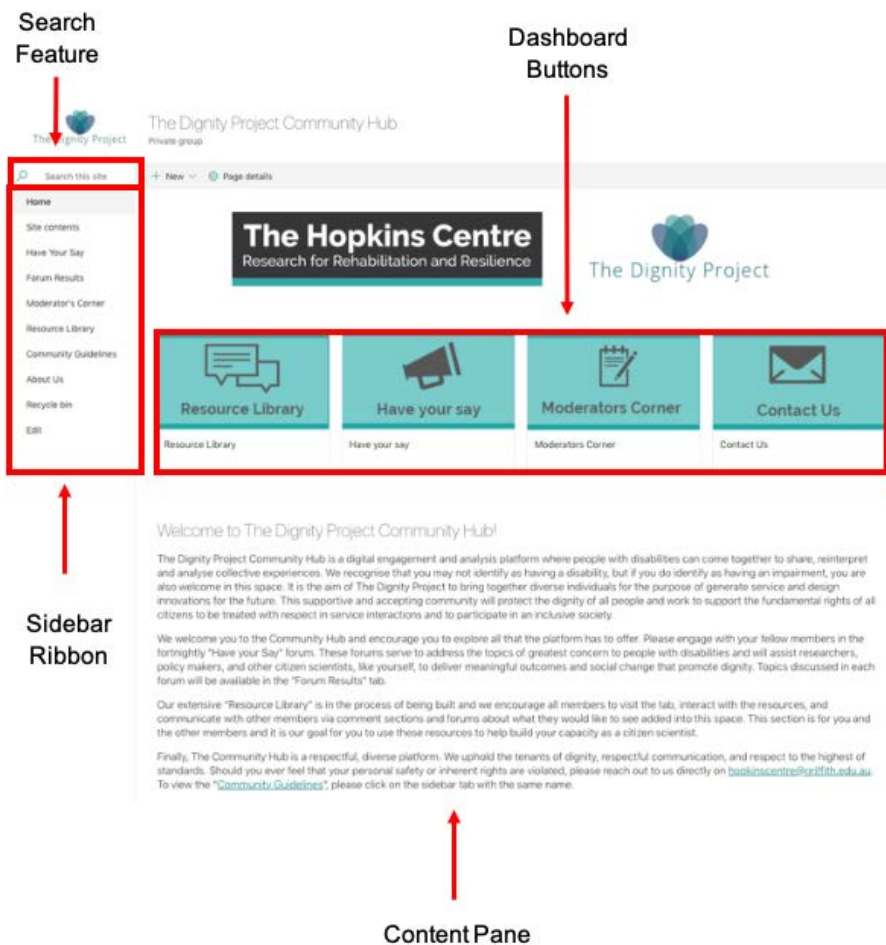 Search
Feature
Dashboard
Buttons
The Dignity Project
The Dignity Project Community Hub
Private group
Search this site
New
Page details
Home
Site contents
Have Your Say
Forum Results
Moderator's Corner
Resource Library
Community Guidelines
About Us
Recycle bin
Edit
The Hopkins Centre
Research for Rehabilitation and Resilience
The Dignity Project
Resource Library
Have your say
Moderators Corner
Contact Us
Resource Library
Have your say
Moderators Corner
Contact Us
Sidebar
Ribbon
Welcome to The Dignity Project Community Hub!
The Dignity Project Community Hub is a digital engagement and analysis platform where people with disabilities can come together to share, reinterpret
and analyse collective experiences. We recognise that you may not identify as having a disability, but if you do identify as having an impairment, you are
also welcome in this space. It is the aim of The Dignity Project to bring together diverse individuals for the purpose of generate service and design
innovations for the future. This supportive and accepting community will protect the dignity of all people and work to support the fundamental rights of all
citizens to be treated with respect in service interactions and to participate in an inclusive society.
We welcome you to the Community Hub and encourage you to explore all that the platform has to offer. Please engage with your fellow members in the
fortnightly "Have your Say" forum. These forums serve to address the topics of greatest concern to people with disabilities and will assist researchers,
policy makers, and other citizen scientists, like yourself, to deliver meaningful outcomes and social change that promote dignity. Topics discussed in each
forum will be available in the "Forum Results" tab.
Our extensive "Resource Library" is in the process of being built and we encourage all members to visit the tab, interact with the resources, and
communicate with other members via comment sections and forums about what they would like to see added into this space. This section is for you and
the other members and it is our goal for you to use these resources to help build your capacity as a citizen scientist.
Finally, The Community Hub is a respectful, diverse platform. We uphold the tenants of dignity, respectful communication, and respect to the highest of
standards. Should you ever feel that your personal safety or inherent rights are violated, please reach out to us directly on hopkinscentre@griffith.edu.au.
To view the "Community Guidelines", please click on the sidebar tab with the same name.
Content Pane